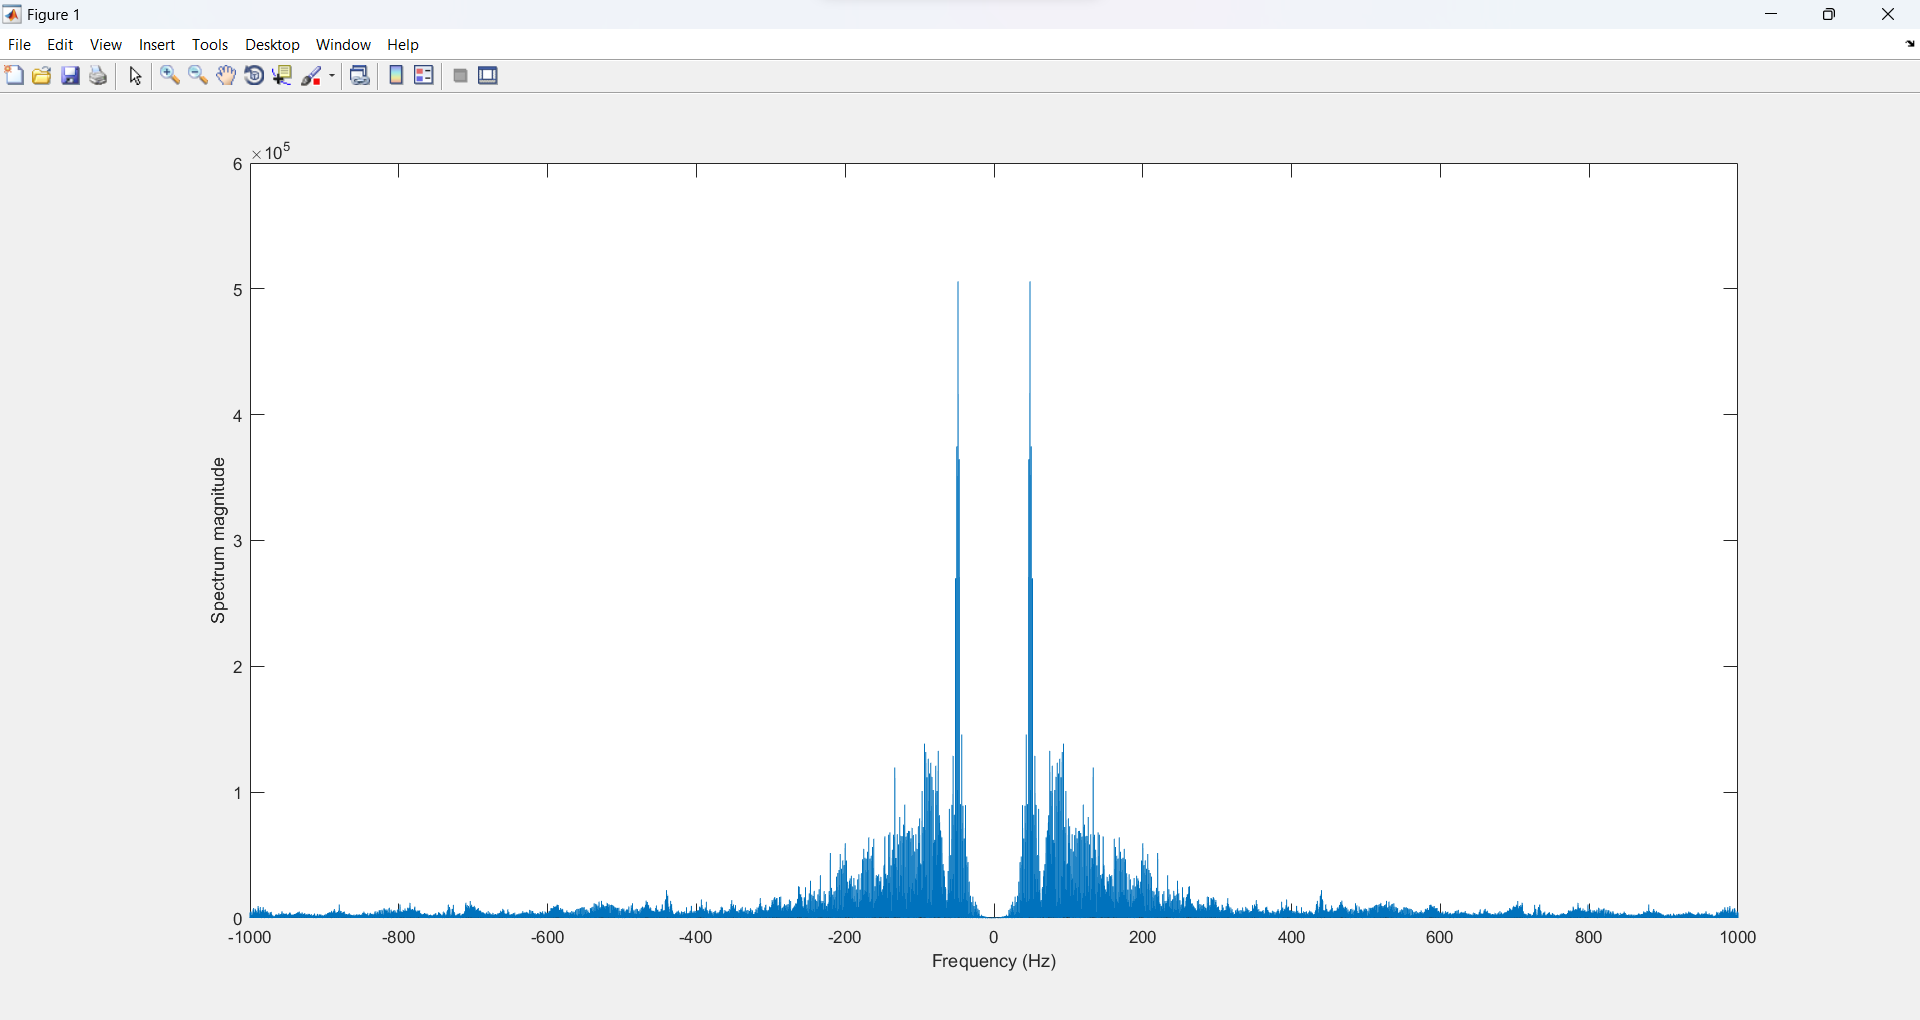 Figure 1
File Edit View Insert Tools Desktop Window Help
×10⁵
6
5
4
3
2
1
0
Spectrum magnitude
-1000 -800 -600 -400 -200 0 200 400 600 800 1000
Frequency (Hz)